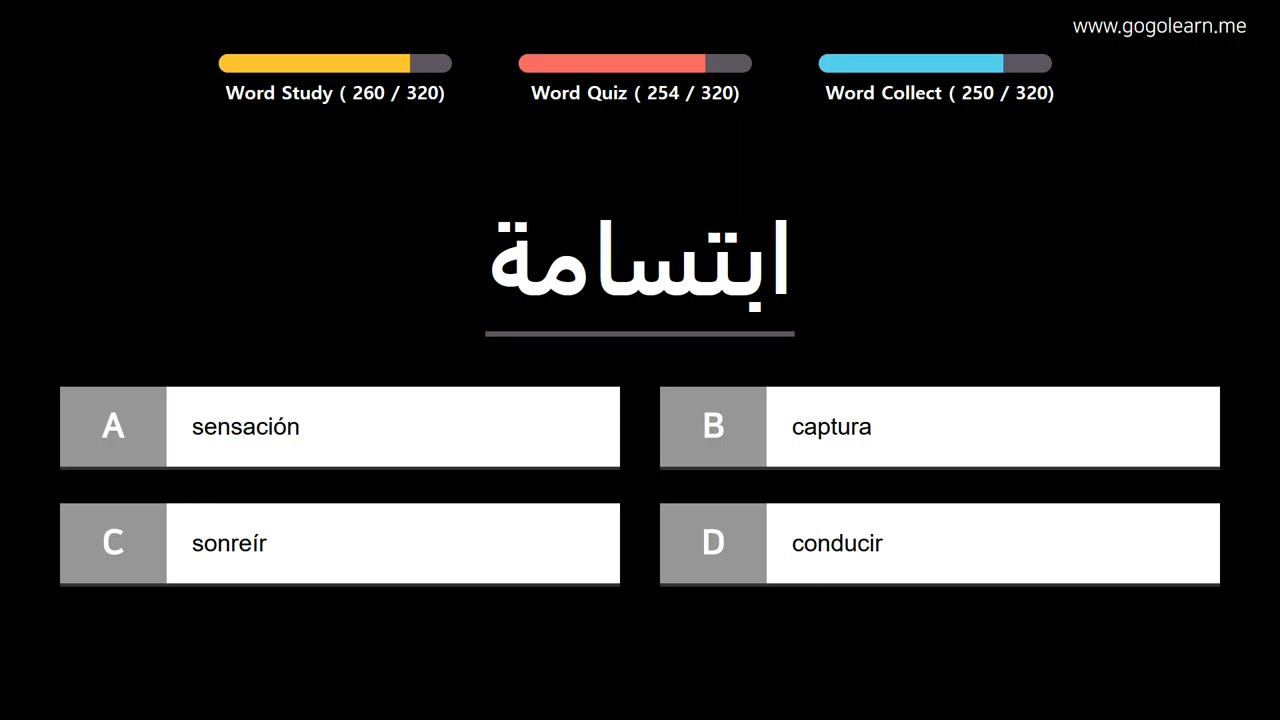 www.gogolearn.me
Word Study ( 260 / 320)
Word Quiz ( 254 / 320)
Word Collect ( 250 / 320)
ابتسامة
A sensación
B captura
C sonreír
D conducir